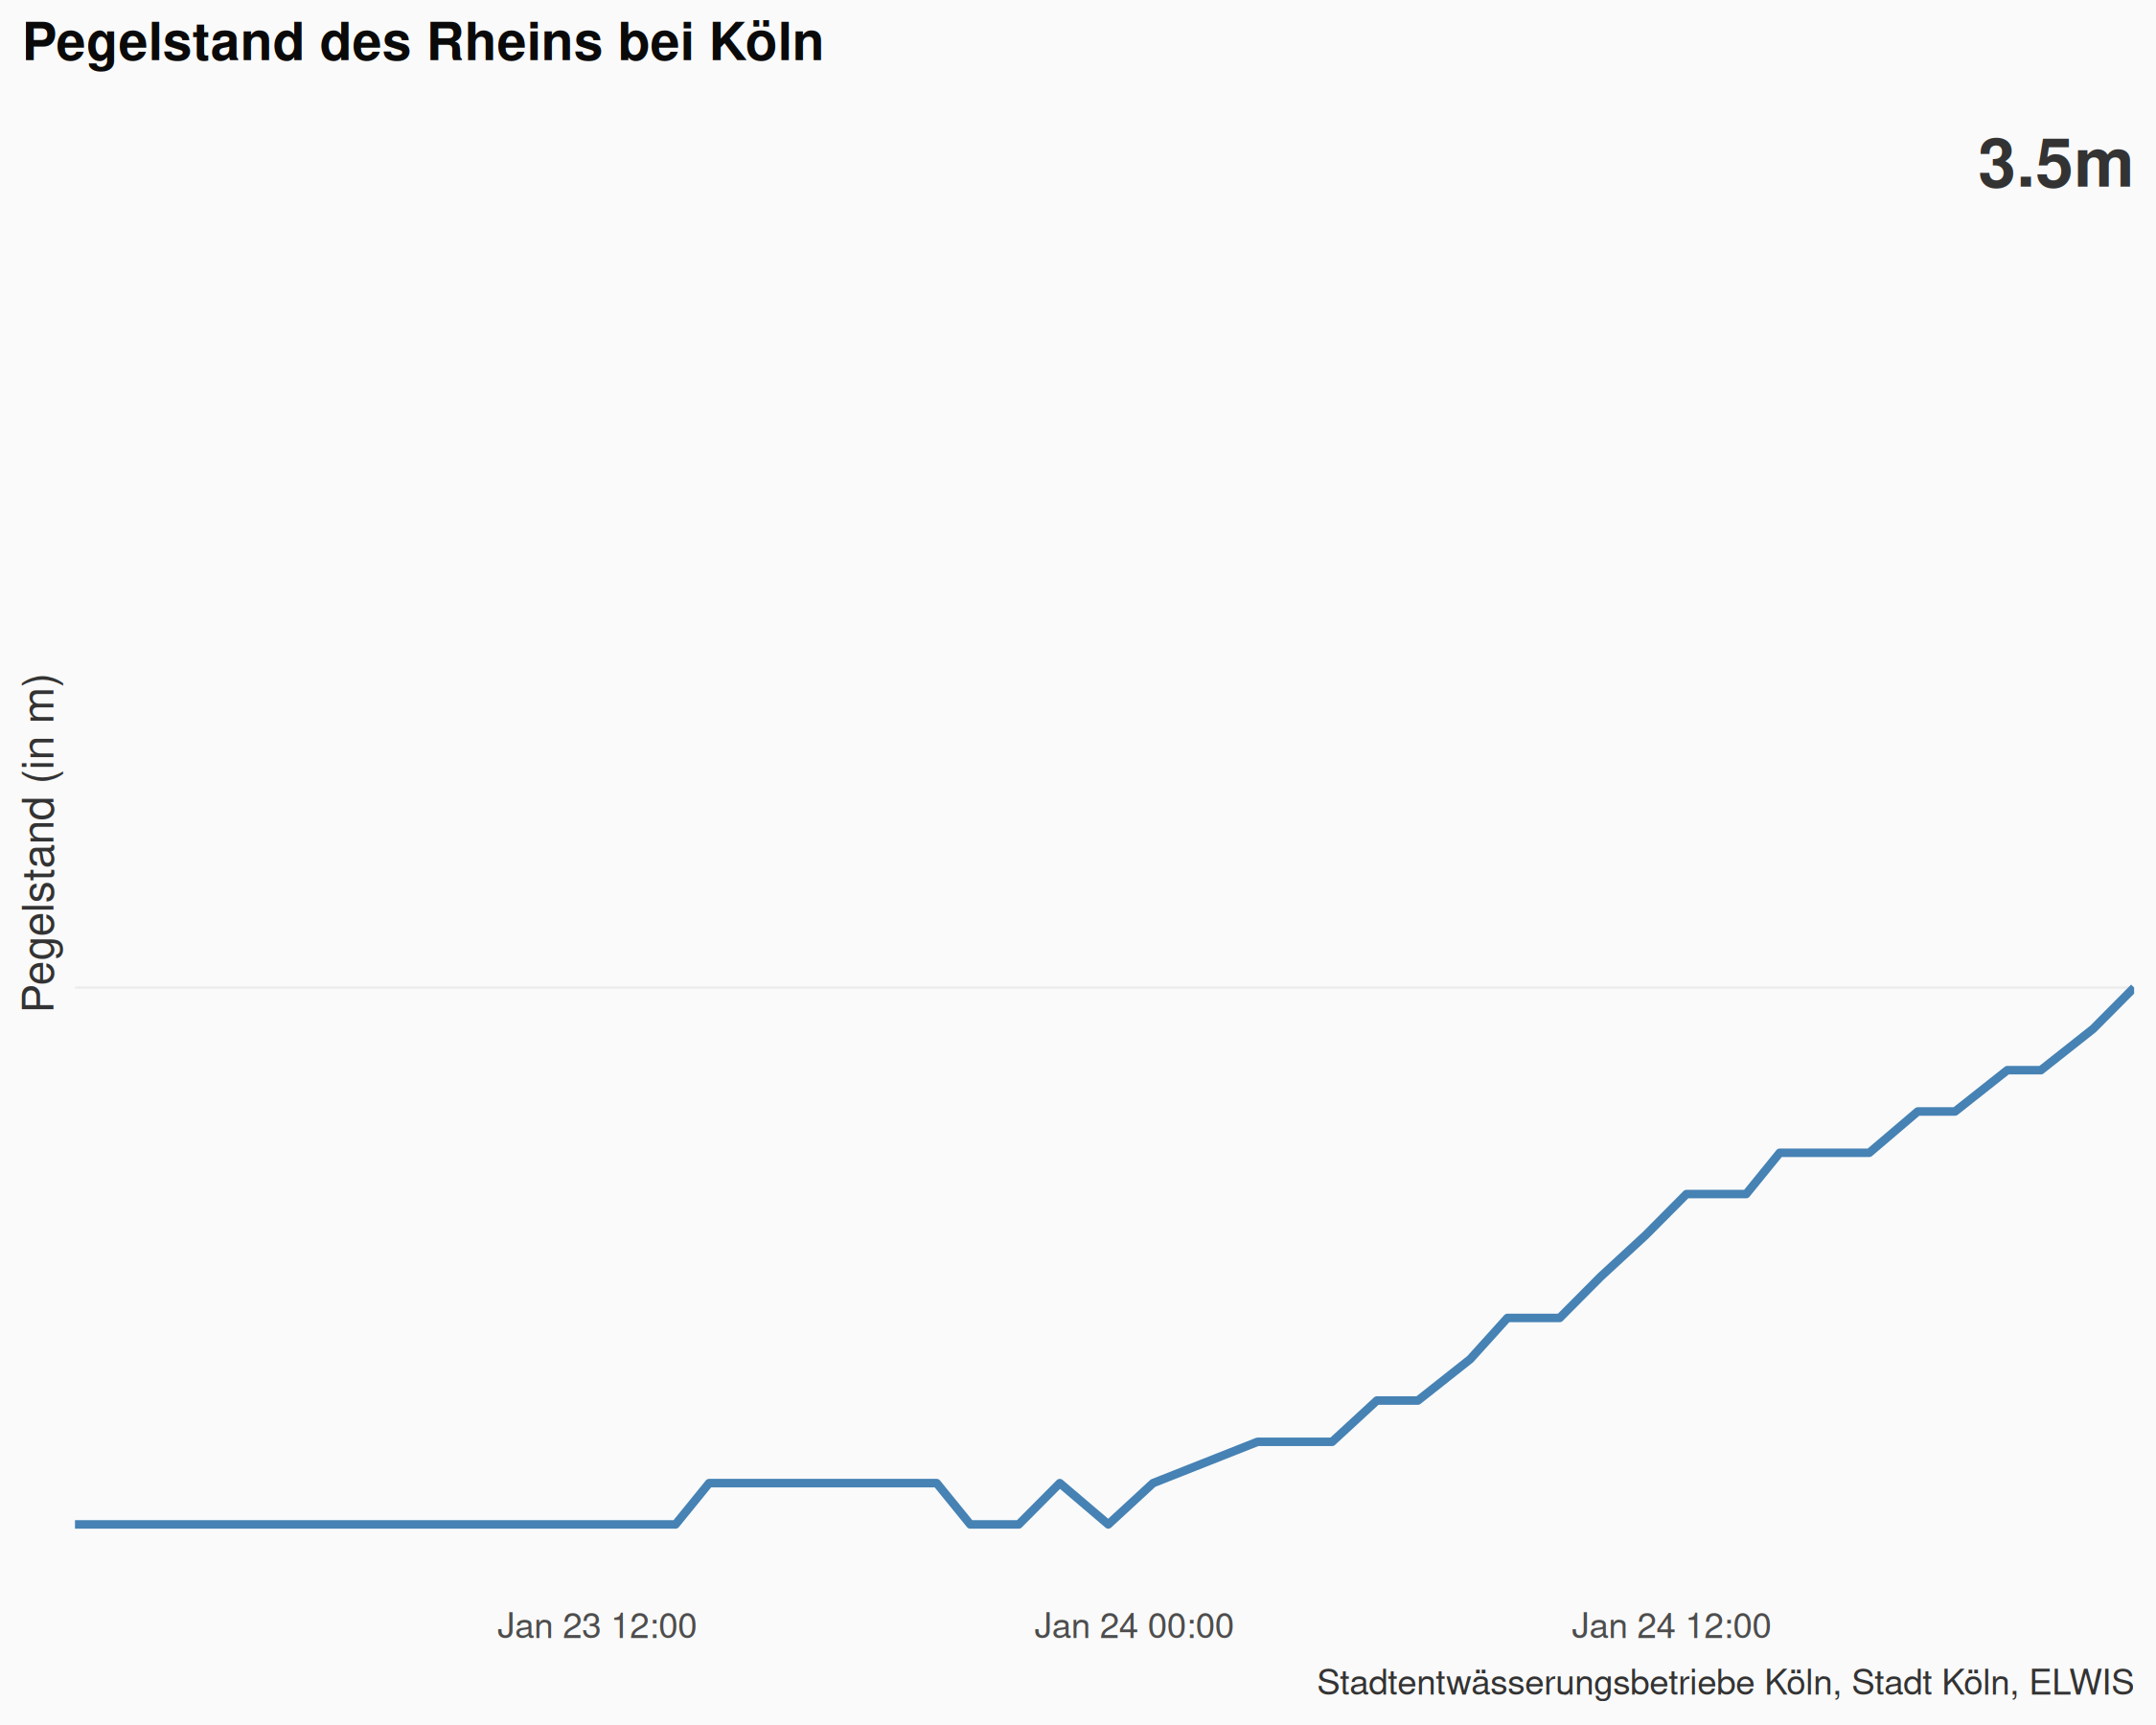 Pegelstand des Rheins bei Köln
3.5m
Pegelstand (in m)
Jan 23 12:00
Jan 24 00:00
Jan 24 12:00
Stadtentwässerungsbetriebe Köln, Stadt Köln, ELWIS